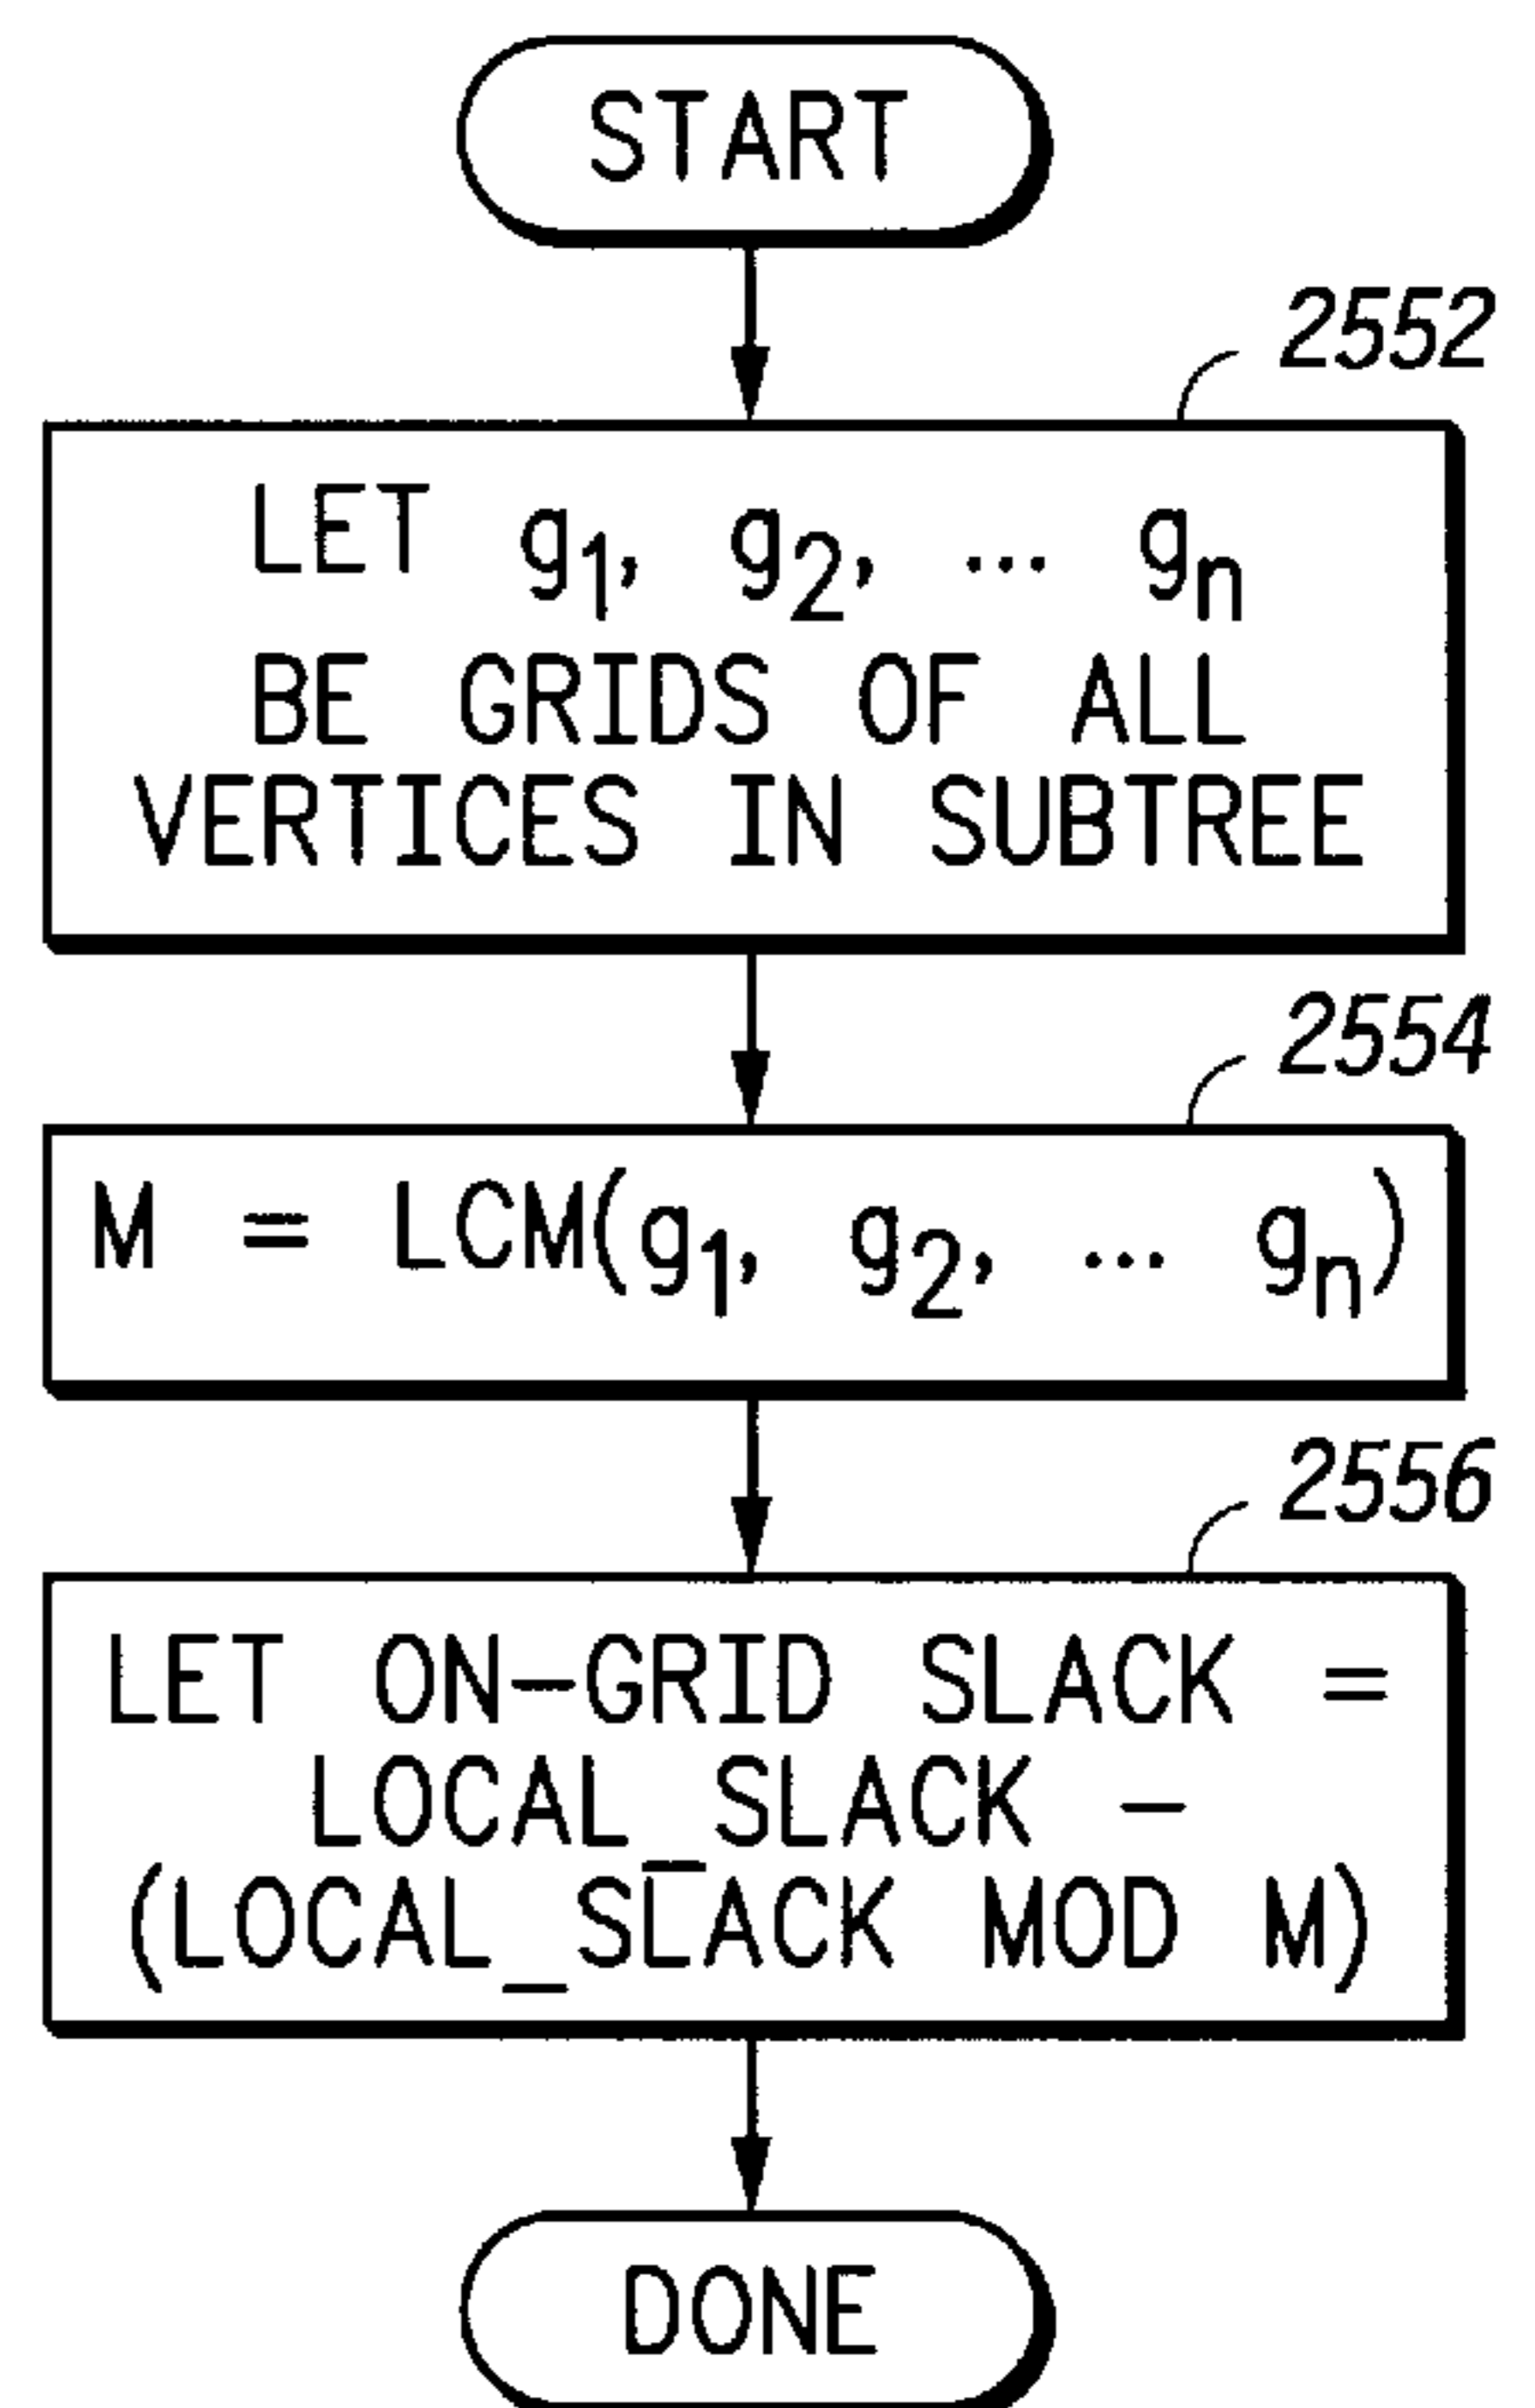 START
2552
LET g1, g2, ... gn
BE GRIDS OF ALL
VERTICES IN SUBTREE
2554
M = LCM(g1, g2, ... gn)
2556
LET ON-GRID SLACK =
LOCAL_SLACK -
(LOCAL_SLACK MOD M)
DONE